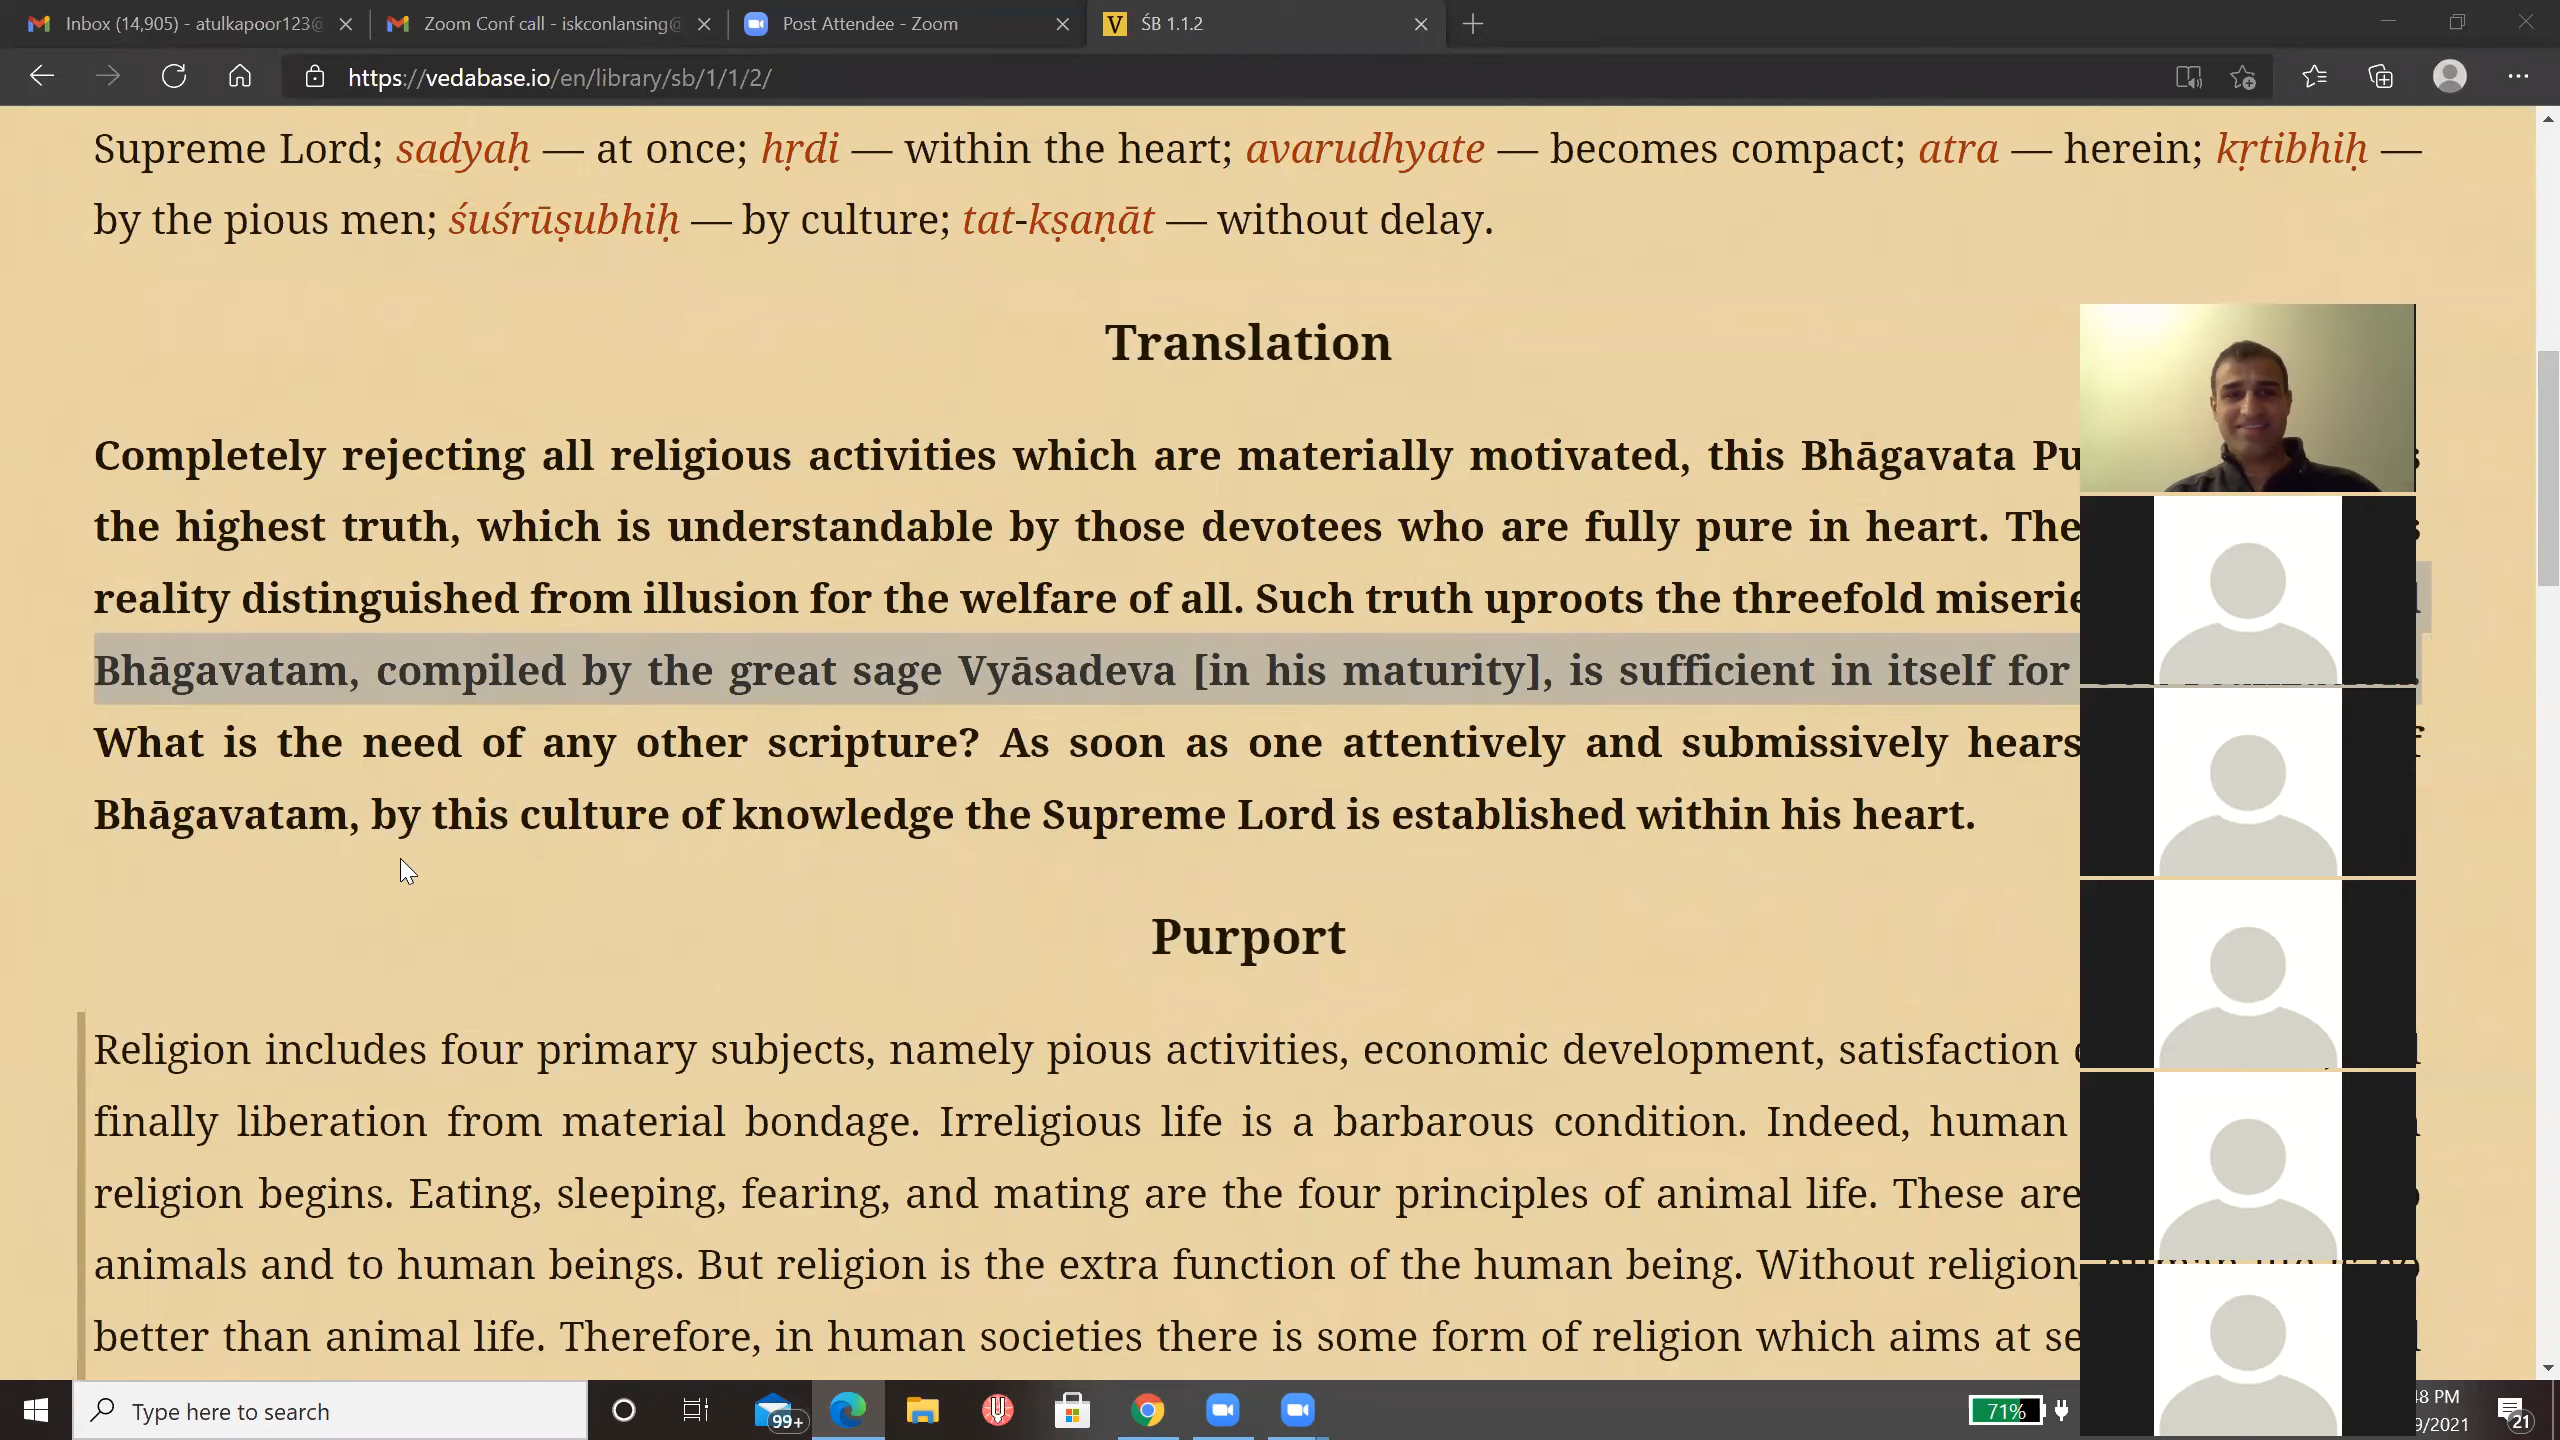 Inbox (14,905) - atulkapoor123@
Zoom Conf call - iskconlansing@
Post Attendee - Zoom
V ŚB 1.1.2
https://vedabase.io/en/library/sb/1/1/2/
Supreme Lord; sadyaḥ — at once; hṛdi — within the heart; avarudhyate — becomes compact; atra — herein; kṛtibhiḥ —
by the pious men; śuśrūṣubhiḥ — by culture; tat-kṣaṇāt — without delay.
Translation
Completely rejecting all religious activities which are materially motivated, this Bhāgavata Pu
the highest truth, which is understandable by those devotees who are fully pure in heart. The
reality distinguished from illusion for the welfare of all. Such truth uproots the threefold miserie
Bhāgavatam, compiled by the great sage Vyāsadeva [in his maturity], is sufficient in itself for
What is the need of any other scripture? As soon as one attentively and submissively hears
Bhāgavatam, by this culture of knowledge the Supreme Lord is established within his heart.
Purport
Religion includes four primary subjects, namely pious activities, economic development, satisfaction
finally liberation from material bondage. Irreligious life is a barbarous condition. Indeed, human
religion begins. Eating, sleeping, fearing, and mating are the four principles of animal life. These are
animals and to human beings. But religion is the extra function of the human being. Without religion,
better than animal life. Therefore, in human societies there is some form of religion which aims at se
Type here to search
99+
71%
48 PM
9/2021
21